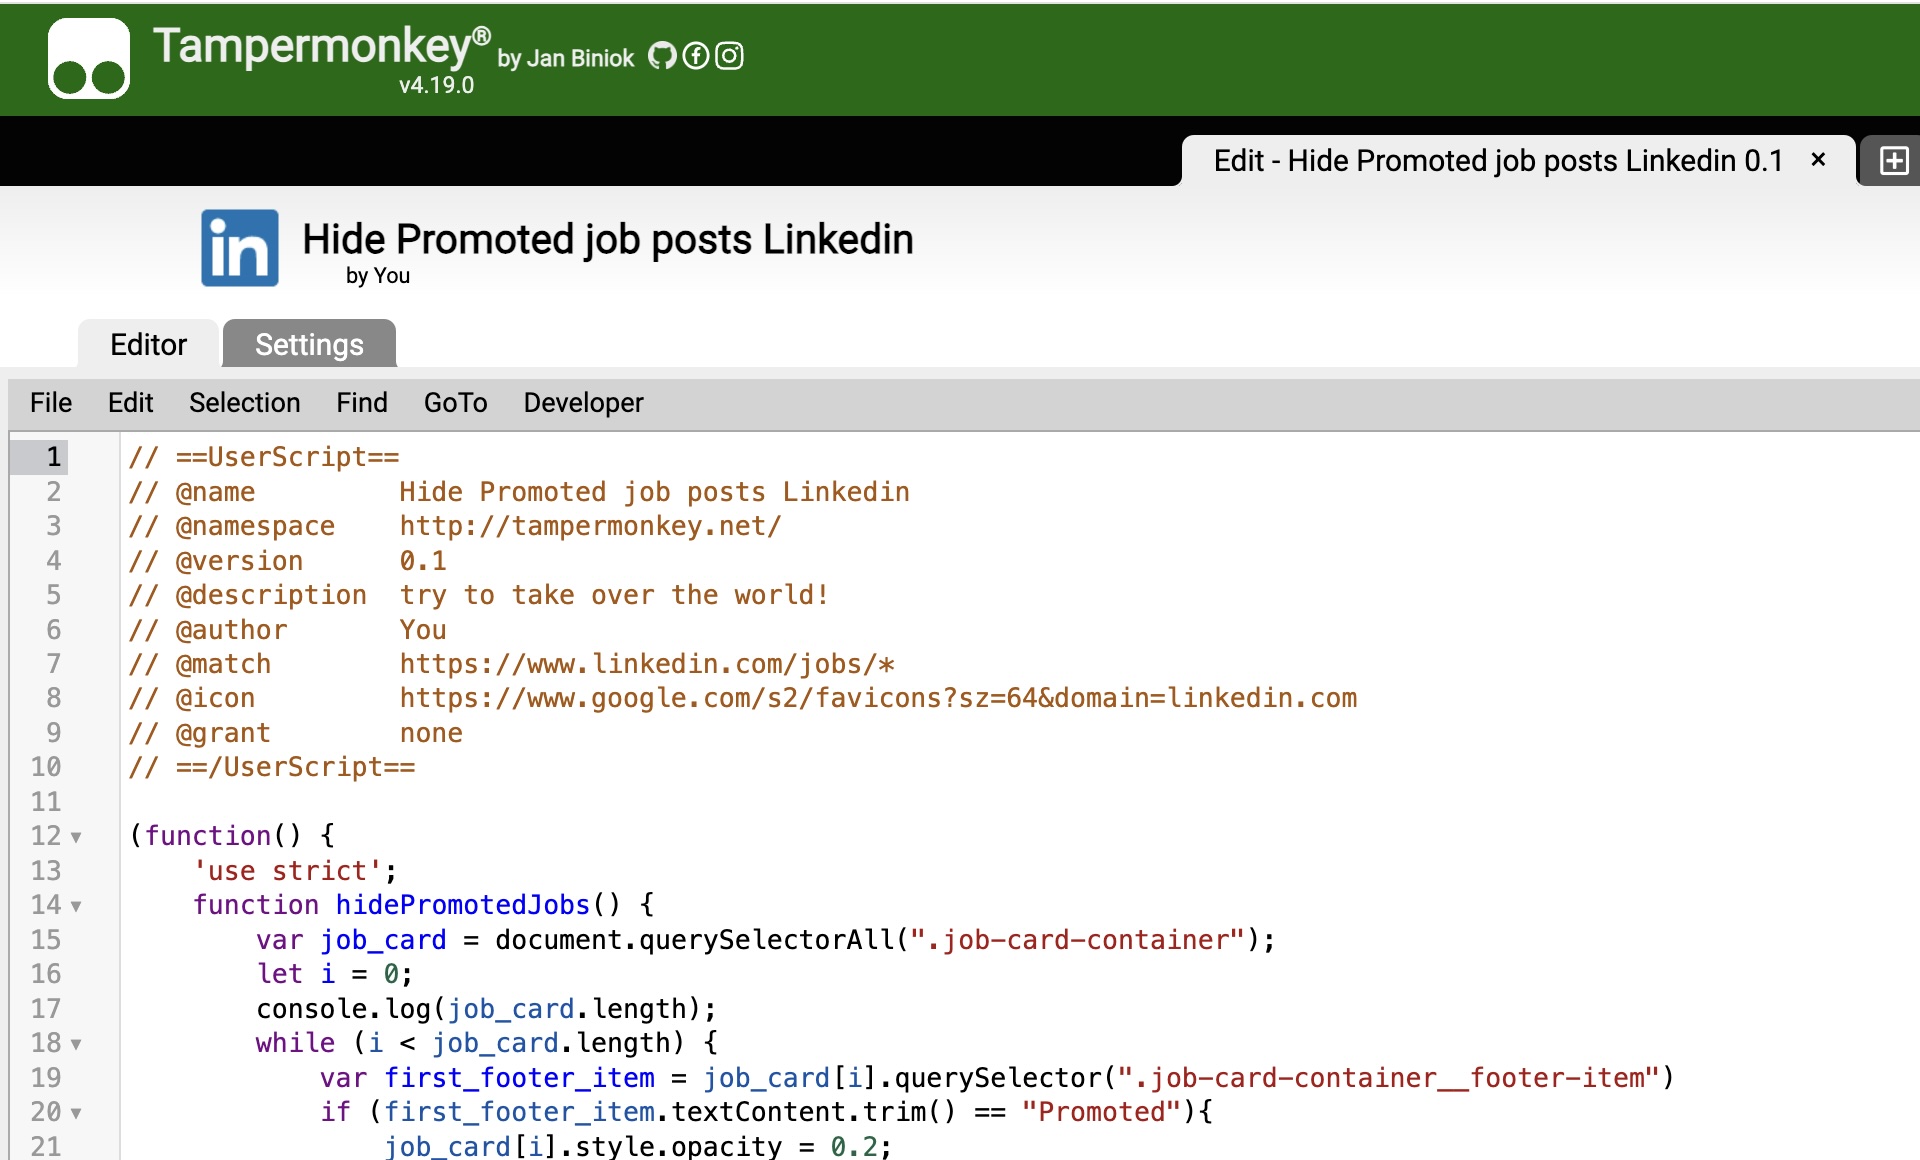 Tampermonkey® by Jan Biniok
v4.19.0
Edit - Hide Promoted job posts Linkedin 0.1 ×
in Hide Promoted job posts Linkedin
by You
Editor Settings
File Edit Selection Find GoTo Developer
1 // ==UserScript==
2 // @name         Hide Promoted job posts Linkedin
3 // @namespace    http://tampermonkey.net/
4 // @version      0.1
5 // @description  try to take over the world!
6 // @author       You
7 // @match        https://www.linkedin.com/jobs/*
8 // @icon         https://www.google.com/s2/favicons?sz=64&domain=linkedin.com
9 // @grant        none
10 // ==/UserScript==
11
12 (function() {
13     'use strict';
14     function hidePromotedJobs() {
15         var job_card = document.querySelectorAll(".job-card-container");
16         let i = 0;
17         console.log(job_card.length);
18         while (i < job_card.length) {
19             var first_footer_item = job_card[i].querySelector(".job-card-container__footer-item")
20             if (first_footer_item.textContent.trim() == "Promoted"){
21                 job_card[i].style.opacity = 0.2;